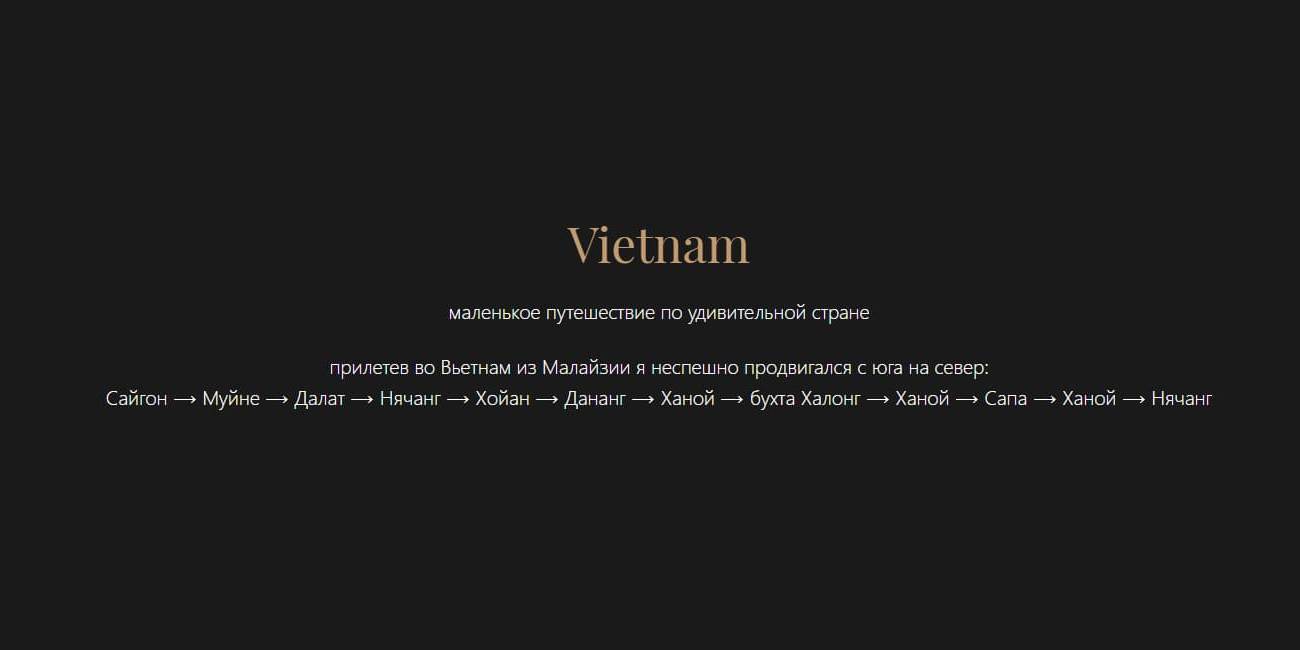 Vietnam
маленькое путешествие по удивительной стране
прилетев во Вьетнам из Малайзии я неспешно продвигался с юга на север:
Сайгон ⟶ Муйне ⟶ Далат ⟶ Нячанг ⟶ Хойан ⟶ Дананг ⟶ Ханой ⟶ бухта Халонг ⟶ Ханой ⟶ Сапа ⟶ Ханой ⟶ Нячанг